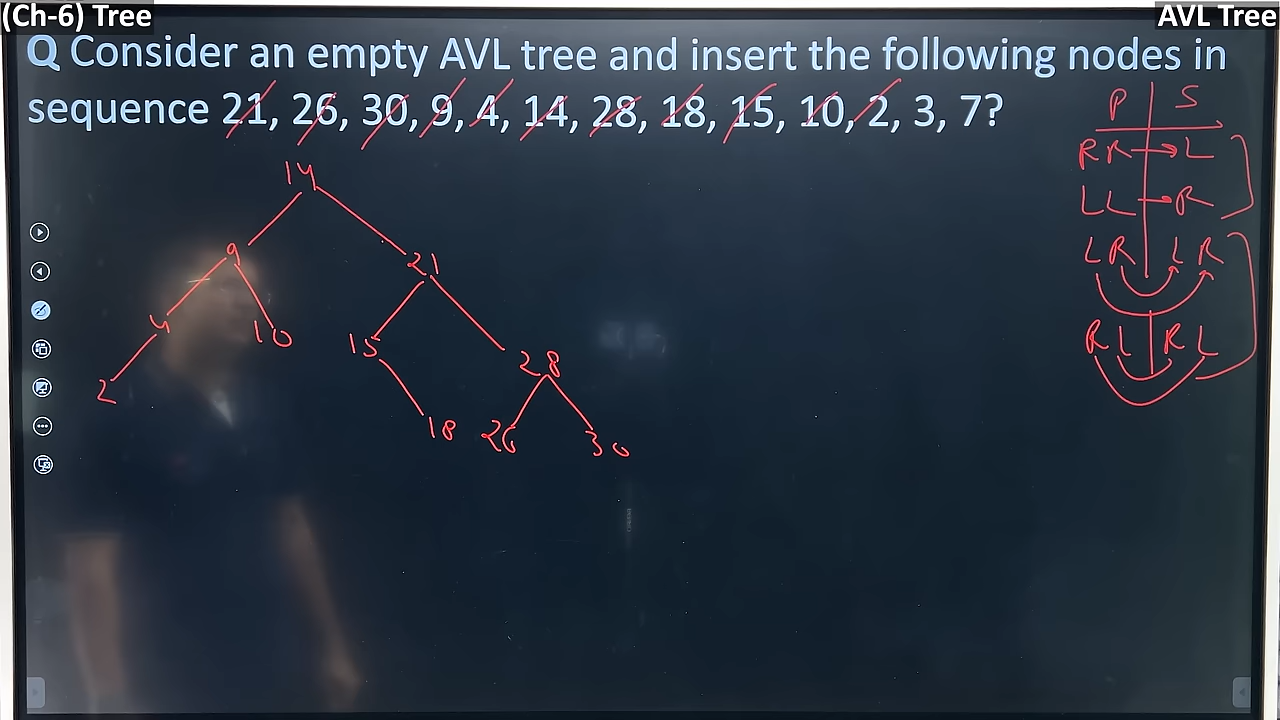 (Ch-6) Tree
AVL Tree
Q Consider an empty AVL tree and insert the following nodes in
sequence 21, 26, 30, 9, 4, 14, 28, 18, 15, 10, 2, 3, 7?
P S
RR → L
LL → R
LR LR
RL RL
14
9 21
4 10 15 28
2 18 26 30